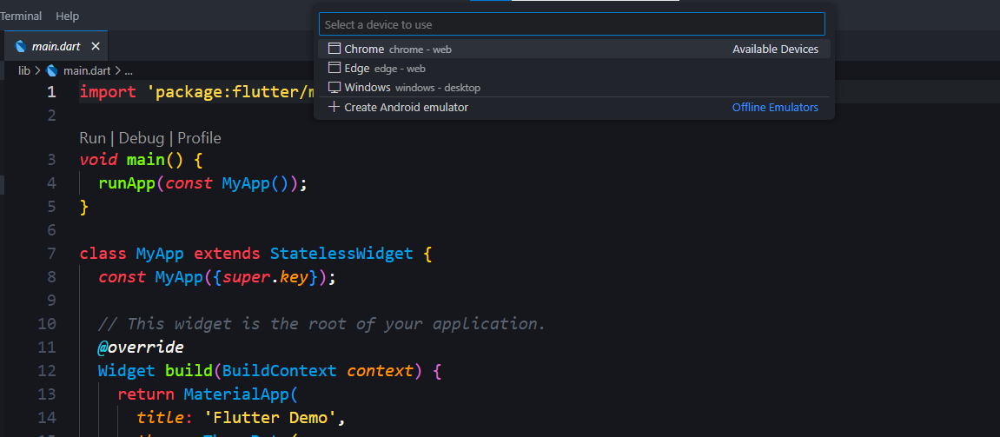 Terminal Help
Select a device to use
main.dart
Chrome chrome - web Available Devices
Edge edge - web
Windows windows - desktop
Create Android emulator Offline Emulators
lib > main.dart > ...
1 import 'package:flutter/
2
Run | Debug | Profile
3 void main() {
4 runApp(const MyApp());
5 }
6
7 class MyApp extends StatelessWidget {
8 const MyApp({super.key});
9
10 // This widget is the root of your application.
11 @override
12 Widget build(BuildContext context) {
13 return MaterialApp(
14 title: 'Flutter Demo',